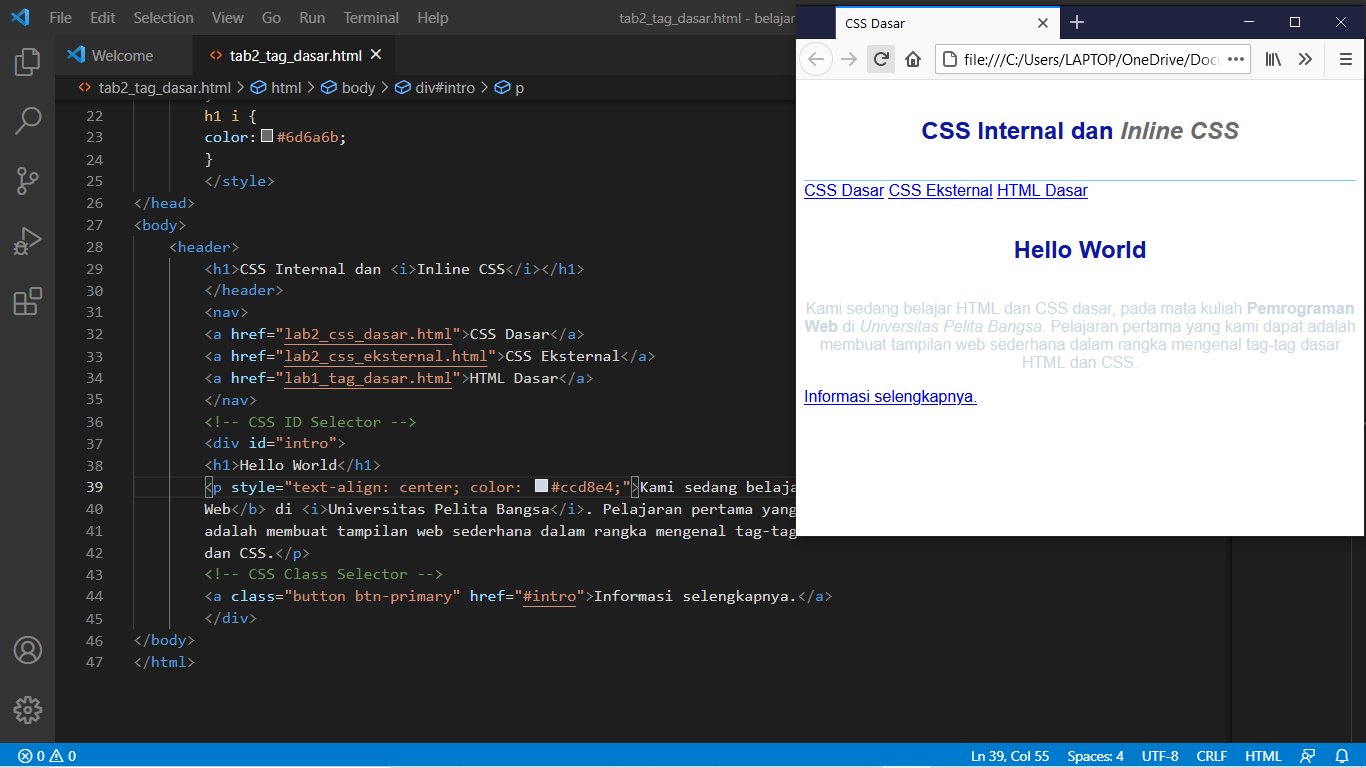 File Edit Selection View Go Run Terminal Help tab2_tag_dasar.html - belajar
Welcome tab2_tag_dasar.html
tab2_tag_dasar.html > html > body > div#intro > p
22 h1 i {
23 color: #6d6a6b;
24 }
25 </style>
26 </head>
27 <body>
28 <header>
29 <h1>CSS Internal dan <i>Inline CSS</i></h1>
30 </header>
31 <nav>
32 <a href="lab2_css_dasar.html">CSS Dasar</a>
33 <a href="lab2_css_eksternal.html">CSS Eksternal</a>
34 <a href="lab1_tag_dasar.html">HTML Dasar</a>
35 </nav>
36 <!-- CSS ID Selector -->
37 <div id="intro">
38 <h1>Hello World</h1>
39 <p style="text-align: center; color: #ccd8e4;">Kami sedang belaja
40 Web</b> di <i>Universitas Pelita Bangsa</i>. Pelajaran pertama yang
41 adalah membuat tampilan web sederhana dalam rangka mengenal tag-tag
42 dan CSS.</p>
43 <!-- CSS Class Selector -->
44 <a class="button btn-primary" href="#intro">Informasi selengkapnya.</a>
45 </div>
46 </body>
47 </html>
CSS Dasar
file:///C:/Users/LAPTOP/OneDrive/Docu
CSS Internal dan Inline CSS
CSS Dasar CSS Eksternal HTML Dasar
Hello World
Kami sedang belajar HTML dan CSS dasar, pada mata kuliah Pemrograman
Web di Universitas Pelita Bangsa. Pelajaran pertama yang kami dapat adalah
membuat tampilan web sederhana dalam rangka mengenal tag-tag dasar
HTML dan CSS.
Informasi selengkapnya.
0 0 Ln 39, Col 55 Spaces: 4 UTF-8 CRLF HTML